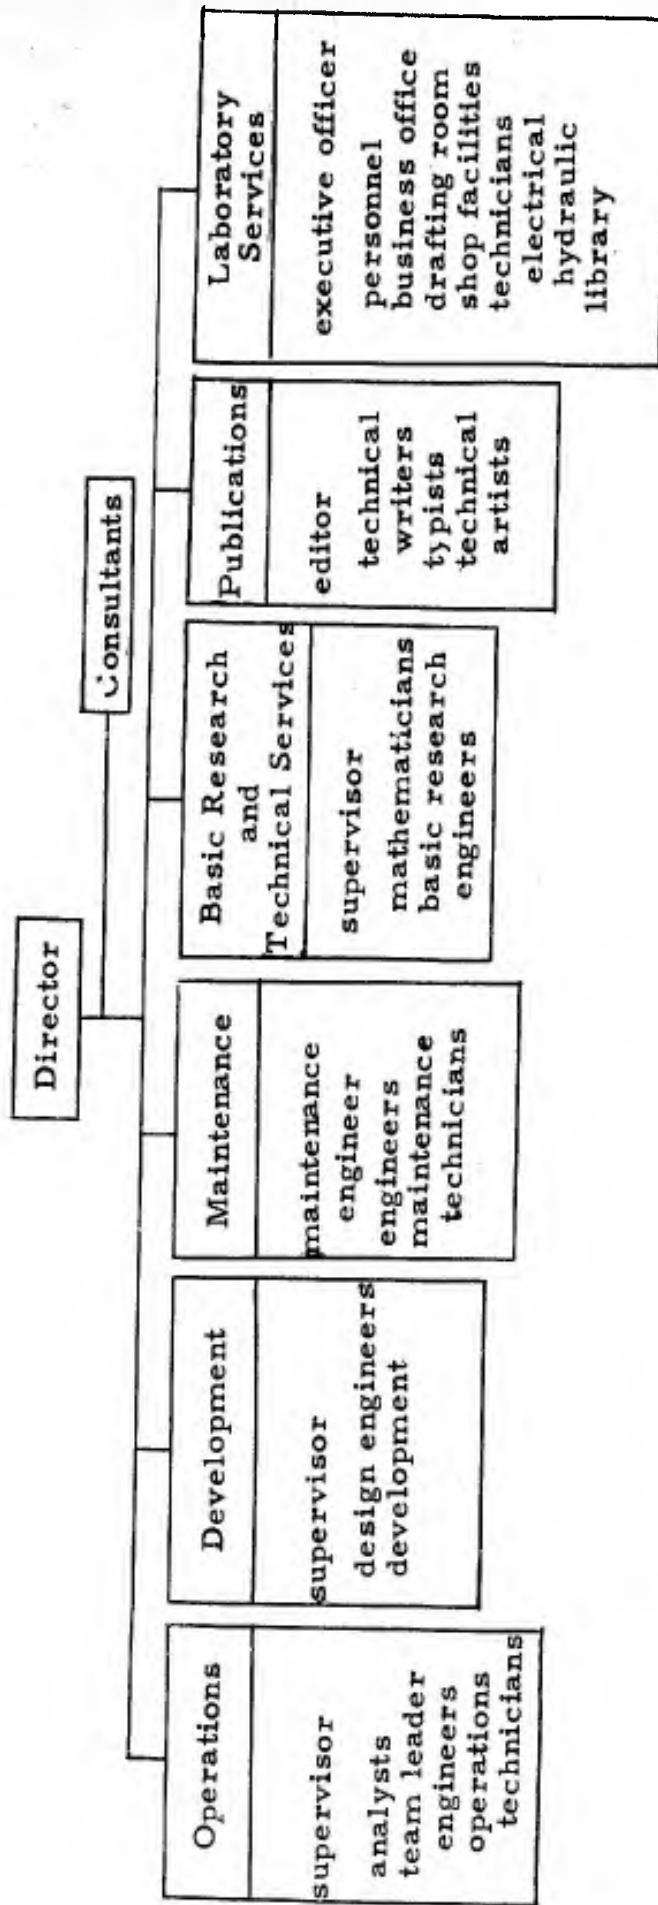 Director
Consultants
Operations
supervisor
analysts
team leader
engineers
operations
technicians
Development
supervisor
design engineers
development
Maintenance
maintenance
engineer
engineers
maintenance
technicians
Basic Research
and
Technical Services
supervisor
mathematicians
basic research
engineers
Publications
editor
technical
writers
typists
technical
artists
Laboratory
Services
executive officer
personnel
business office
drafting room
shop facilities
technicians
electrical
hydraulic
library